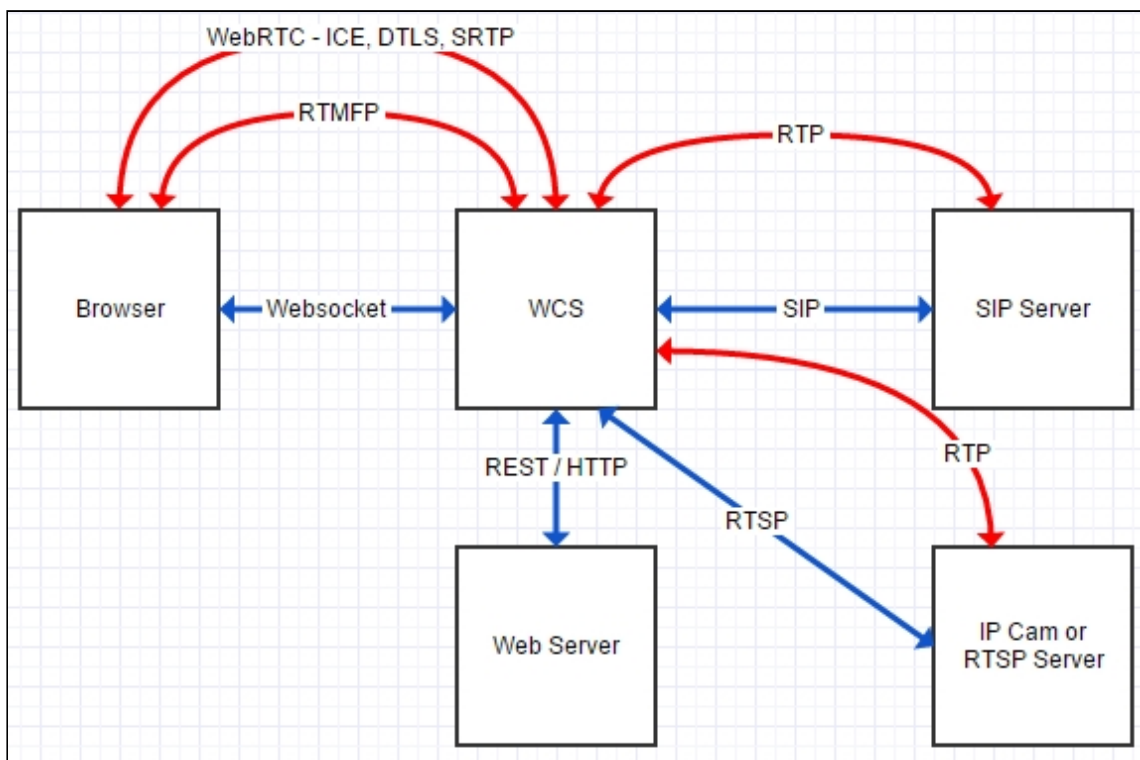 WebRTC - ICE, DTLS, SRTP
RTMFP
RTP
Browser
Websocket
WCS
SIP
SIP Server
REST / HTTP
RTP
RTSP
Web Server
IP Cam or
RTSP Server